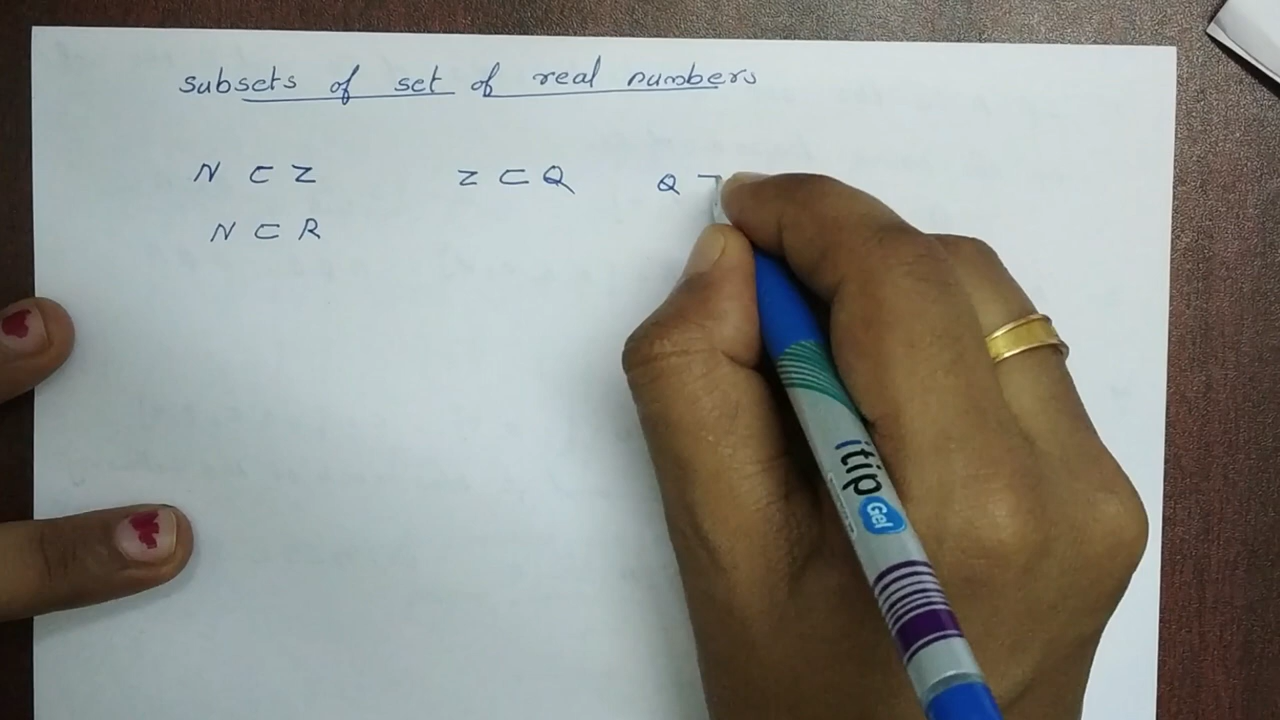 subsets of set of real numbers
N ⊂ Z Z ⊂ Q Q
N ⊂ R
itip Gel